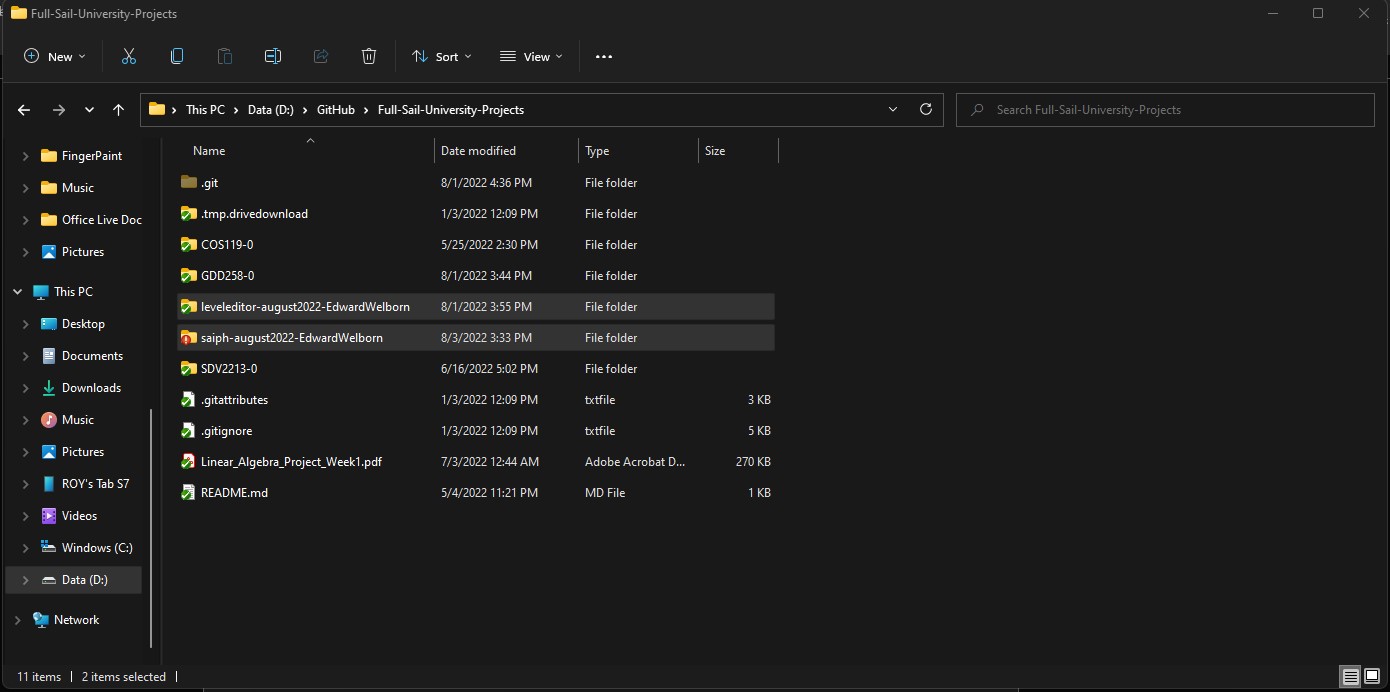 Full-Sail-University-Projects
New Sort View
This PC Data (D:) GitHub Full-Sail-University-Projects Search Full-Sail-University-Projects
FingerPaint
Music
Office Live Doc
Pictures
This PC
Desktop
Documents
Downloads
Music
Pictures
ROY's Tab S7
Videos
Windows (C:)
Data (D:)
Network
Name Date modified Type Size
.git 8/1/2022 4:36 PM File folder
.tmp.drivedownload 1/3/2022 12:09 PM File folder
COS119-0 5/25/2022 2:30 PM File folder
GDD258-0 8/1/2022 3:44 PM File folder
leveleditor-august2022-EdwardWelborn 8/1/2022 3:55 PM File folder
saiph-august2022-EdwardWelborn 8/3/2022 3:33 PM File folder
SDV2213-0 6/16/2022 5:02 PM File folder
.gitattributes 1/3/2022 12:09 PM txtfile 3 KB
.gitignore 1/3/2022 12:09 PM txtfile 5 KB
Linear_Algebra_Project_Week1.pdf 7/3/2022 12:44 AM Adobe Acrobat D... 270 KB
README.md 5/4/2022 11:21 PM MD File 1 KB
11 items 2 items selected